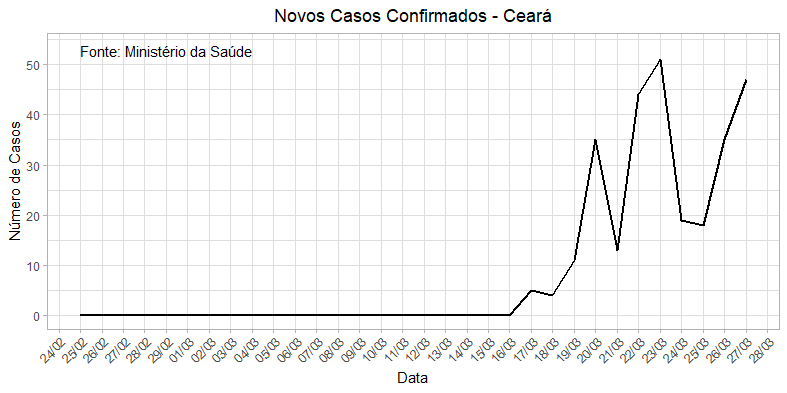 Novos Casos Confirmados - Ceará
Fonte: Ministério da Saúde
Número de Casos
50
40
30
20
10
0
24/02 25/02 26/02 27/02 28/02 29/02 01/03 02/03 03/03 04/03 05/03 06/03 07/03 08/03 09/03 10/03 11/03 12/03 13/03 14/03 15/03 16/03 17/03 18/03 19/03 20/03 21/03 22/03 23/03 24/03 25/03 26/03 27/03 28/03
Data